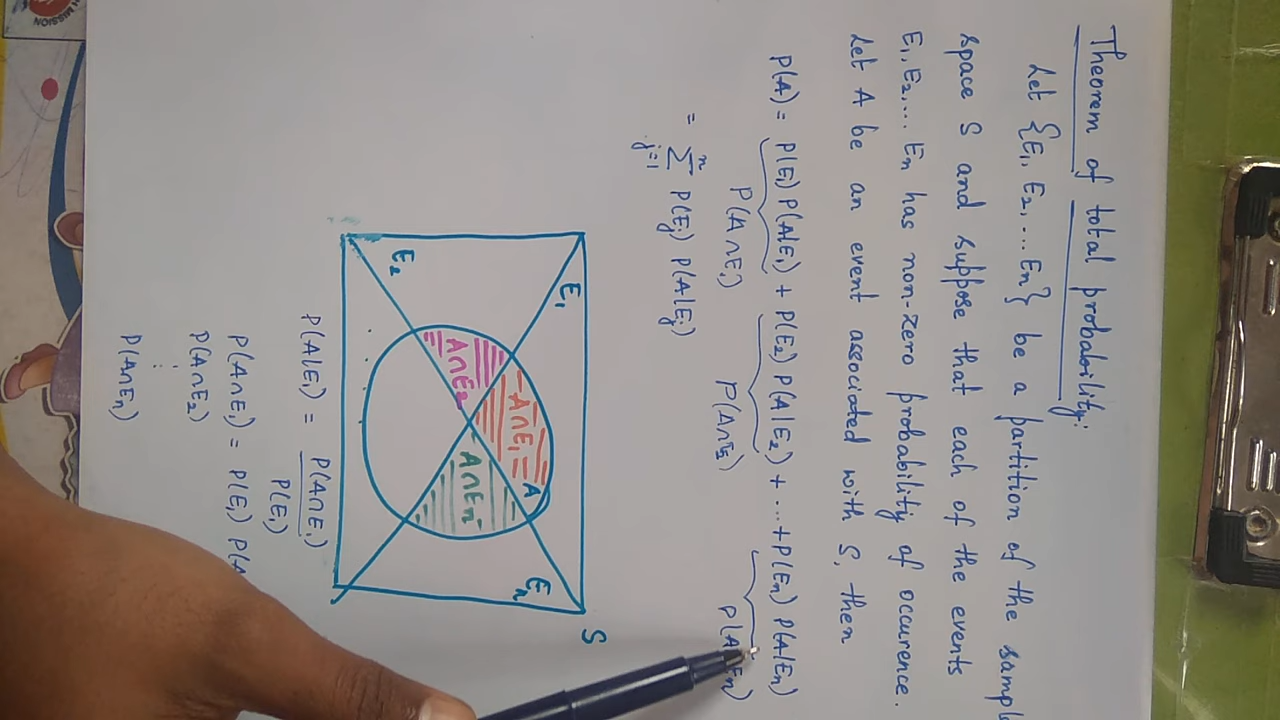 Theorem of total probability:
Let {E1, E2, ... En} be a partition of the sample
space S and suppose that each of the events
E1, E2, ... En has non-zero probability of occurence.
Let A be an event associated with S, then
P(A) = P(E1) P(A|E1) + P(E2) P(A|E2) + ... + P(En) P(A|En)
P(A∩E1) P(A∩E2) P(A En)
= n∑j=1 P(Ej) P(A|Ej)
S
E1
A
A∩E1
E2
A∩E2
A∩En
En
P(A|E1) = P(A∩E1)
P(E1)
P(A∩E1) = P(E1) P(A
P(A∩E2)
⋮
P(A∩En)
MISSION